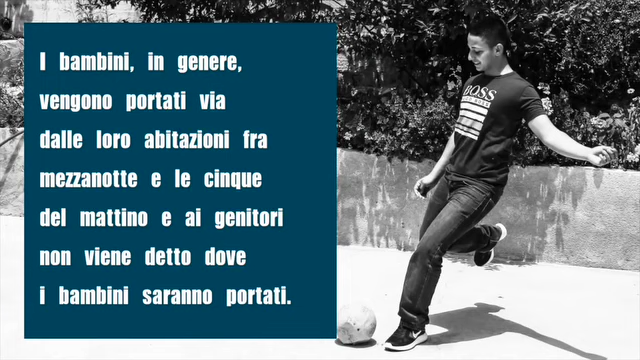 I bambini, in genere,
vengono portati via
dalle loro abitazioni fra
mezzanotte e le cinque
del mattino e ai genitori
non viene detto dove
i bambini saranno portati.
BOSS